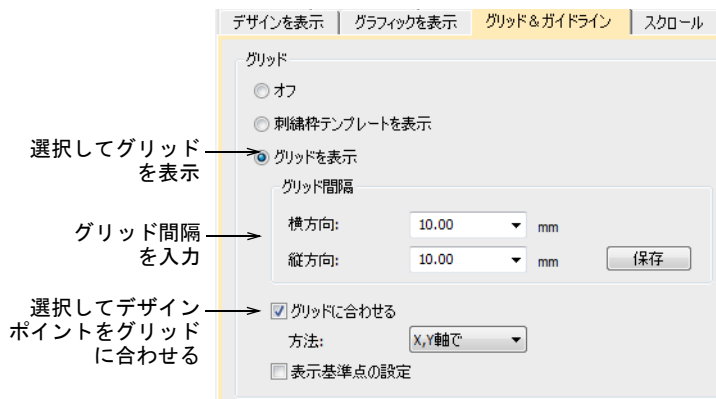 デザインを表示
グラフィックを表示
グリッド＆ガイドライン
スクロール
グリッド
オフ
刺繍枠テンプレートを表示
選択してグリッド
を表示
グリッドを表示
グリッド間隔
グリッド間隔
を入力
横方向: 10.00 mm
縦方向: 10.00 mm 保存
選択してデザイン
ポイントをグリッド
に合わせる
グリッドに合わせる
方法: X,Y軸で
表示基準点の設定